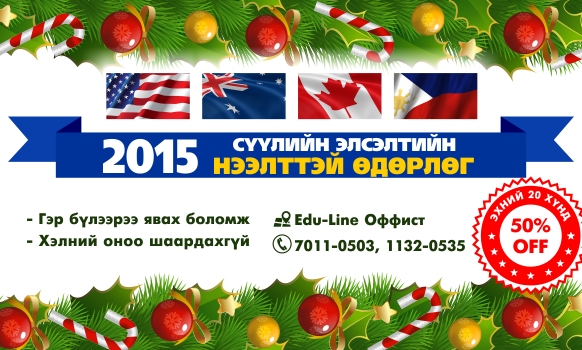 2015 СҮҮЛИЙН ЭЛСЭЛТИЙН
НЭЭЛТТЭЙ ӨДӨРЛӨГ
- Гэр бүлээрээ явах боломж
- Хэлний оноо шаардахгүй
Edu-Line Оффист
7011-0503, 1132-0535
ЭХНИЙ 20 ХҮНД
50%
OFF